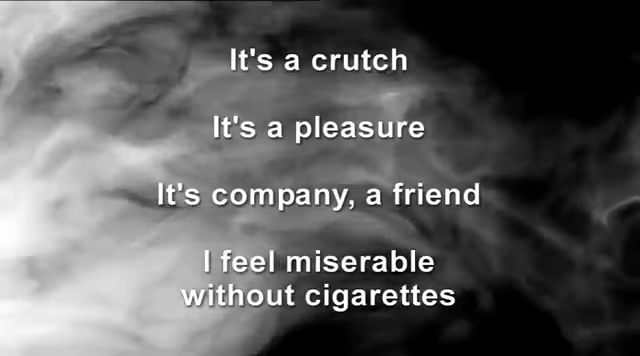 It's a crutch
It's a pleasure
It's company, a friend
I feel miserable
without cigarettes